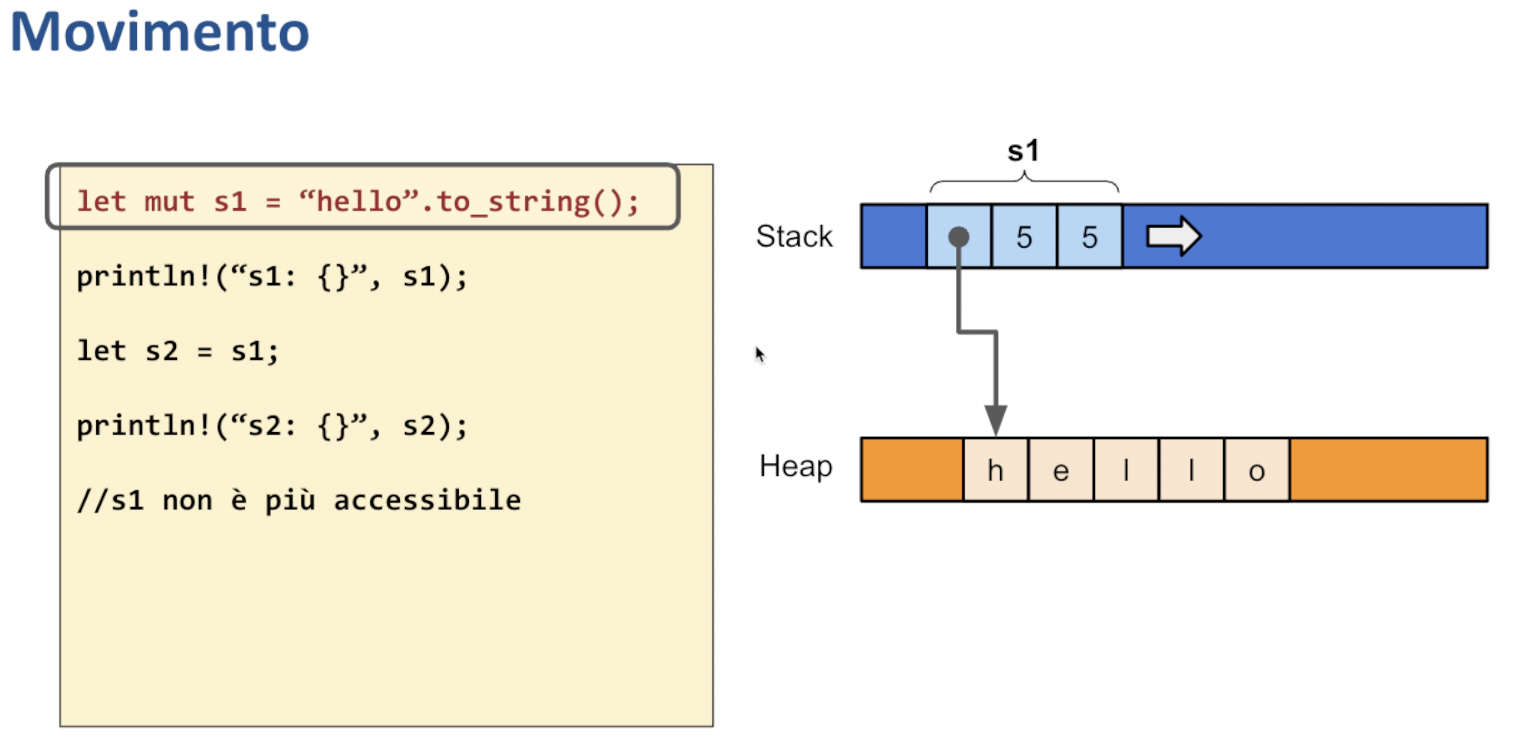 Movimento
let mut s1 = “hello”.to_string();
println!(“s1: {}”, s1);
let s2 = s1;
println!(“s2: {}”, s2);
//s1 non è più accessibile
s1
Stack
5 5
Heap
h e l l o